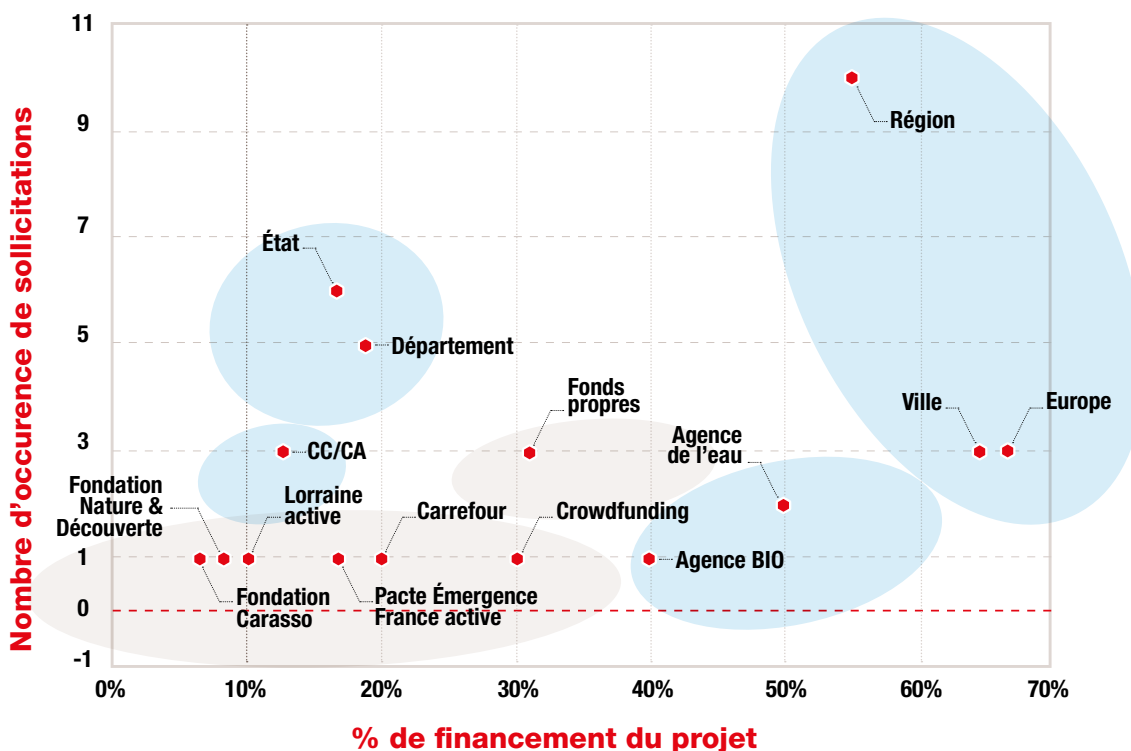 Nombre d’occurence de sollicitations
11
9
7
5
3
1
0
-1
Région
État
Département
Fonds
propres
Ville
Europe
Agence
de l’eau
CC/CA
Fondation
Nature &
Découverte
Lorraine
active
Carrefour
Crowdfunding
Agence BIO
Fondation
Carasso
Pacte Émergence
France active
0%
10%
20%
30%
40%
50%
60%
70%
% de financement du projet